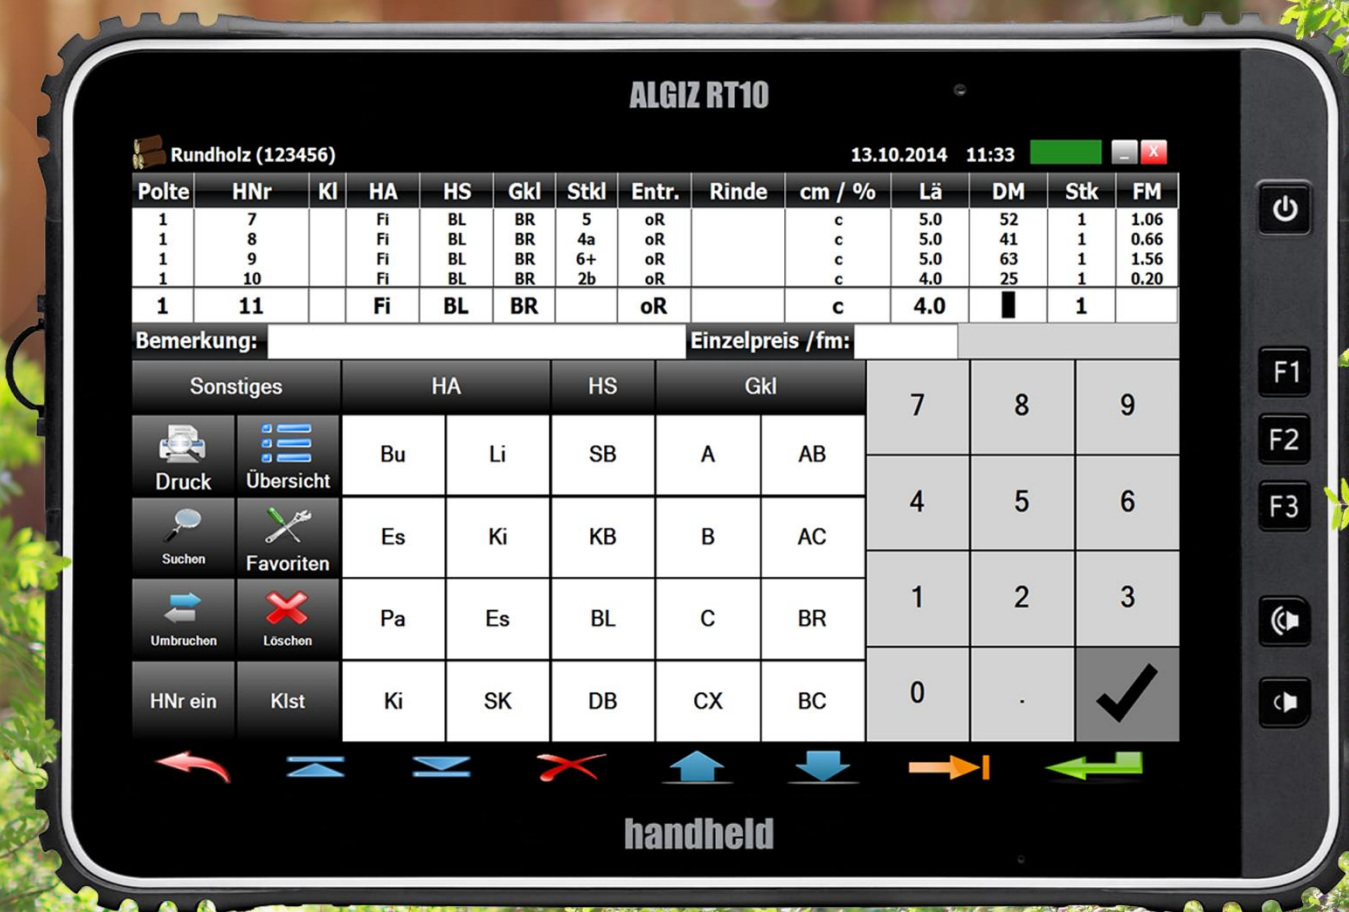 ALGIZ RT10
Rundholz (123456) 13.10.2014 11:33 _ X
Polte HNr Kl HA HS Gkl Stkl Entr. Rinde cm / % Lä DM Stk FM
1 7 Fi BL BR 5 oR c 5.0 52 1 1.06
1 8 Fi BL BR 4a oR c 5.0 41 1 0.66
1 9 Fi BL BR 6+ oR c 5.0 63 1 1.56
1 10 Fi BL BR 2b oR c 4.0 25 1 0.20
1 11 Fi BL BR oR c 4.0 1
Bemerkung: Einzelpreis /fm:
Sonstiges HA HS Gkl 7 8 9
Druck Übersicht Bu Li SB A AB
4 5 6
Suchen Favoriten Es Ki KB B AC
1 2 3
Umbruchen Löschen Pa Es BL C BR
HNr ein Klst Ki SK DB CX BC 0 .
handheld
F1
F2
F3